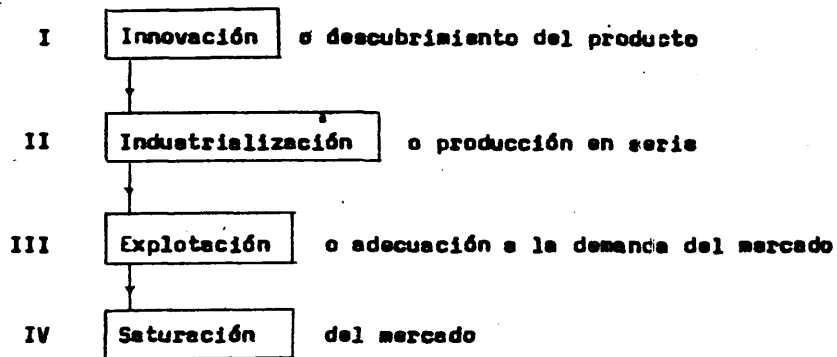 I Innovación o descubrimiento del producto
II Industrialización o producción en serie
III Explotación o adecuación a la demanda del mercado
IV Saturación del mercado